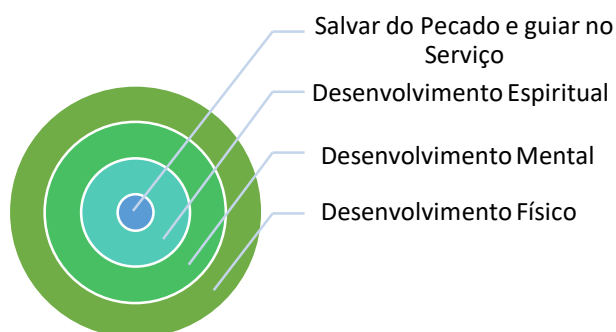 Salvar do Pecado e guiar no
Serviço
Desenvolvimento Espiritual
Desenvolvimento Mental
Desenvolvimento Físico